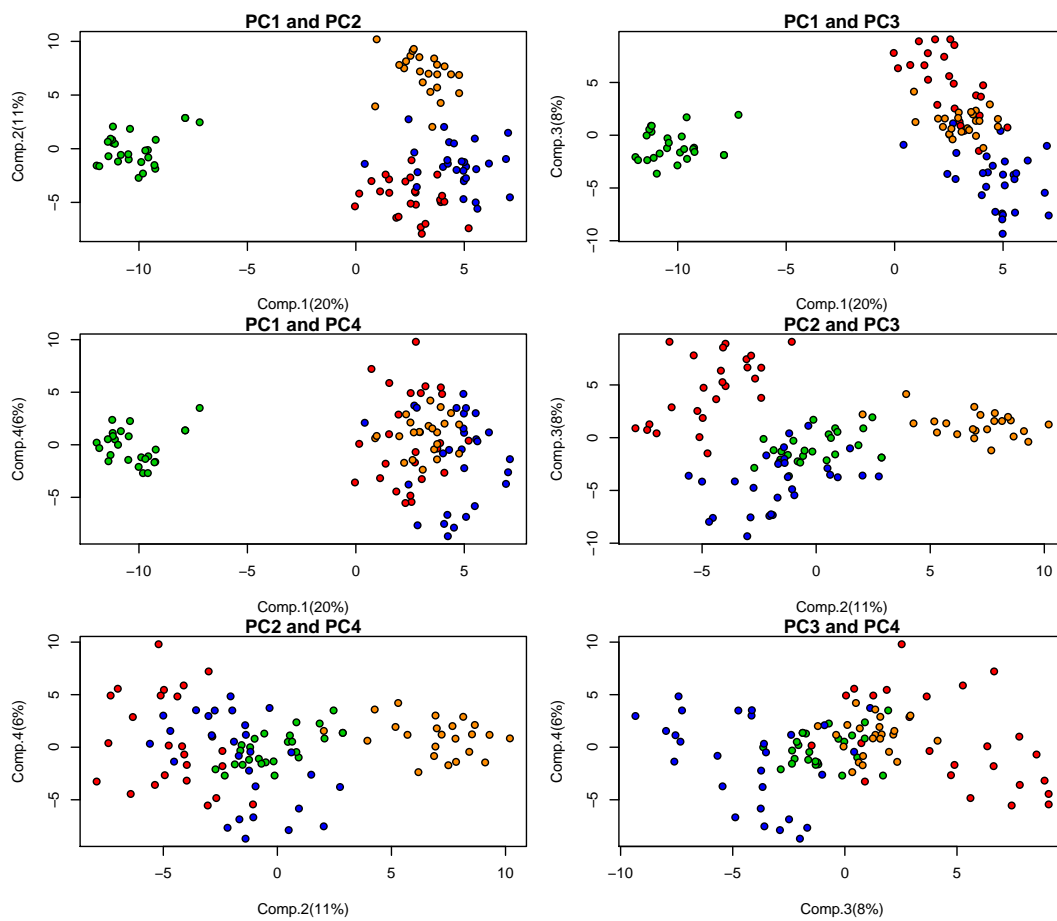 PC1 and PC2
Comp.2(11%)
5
0
−5
−10
−5
0
5
Comp.1(20%)
PC1 and PC3
Comp.3(8%)
5
0
−5
−10
−10
−5
0
5
Comp.1(20%)
PC1 and PC4
Comp.4(6%)
10
5
0
−5
−10
−5
0
5
Comp.1(20%)
PC2 and PC3
Comp.3(8%)
5
0
−5
−10
−5
0
5
10
Comp.2(11%)
PC2 and PC4
Comp.4(6%)
10
5
0
−5
−5
0
5
10
Comp.2(11%)
PC3 and PC4
Comp.4(6%)
10
5
0
−5
−10
−5
0
5
Comp.3(8%)
10